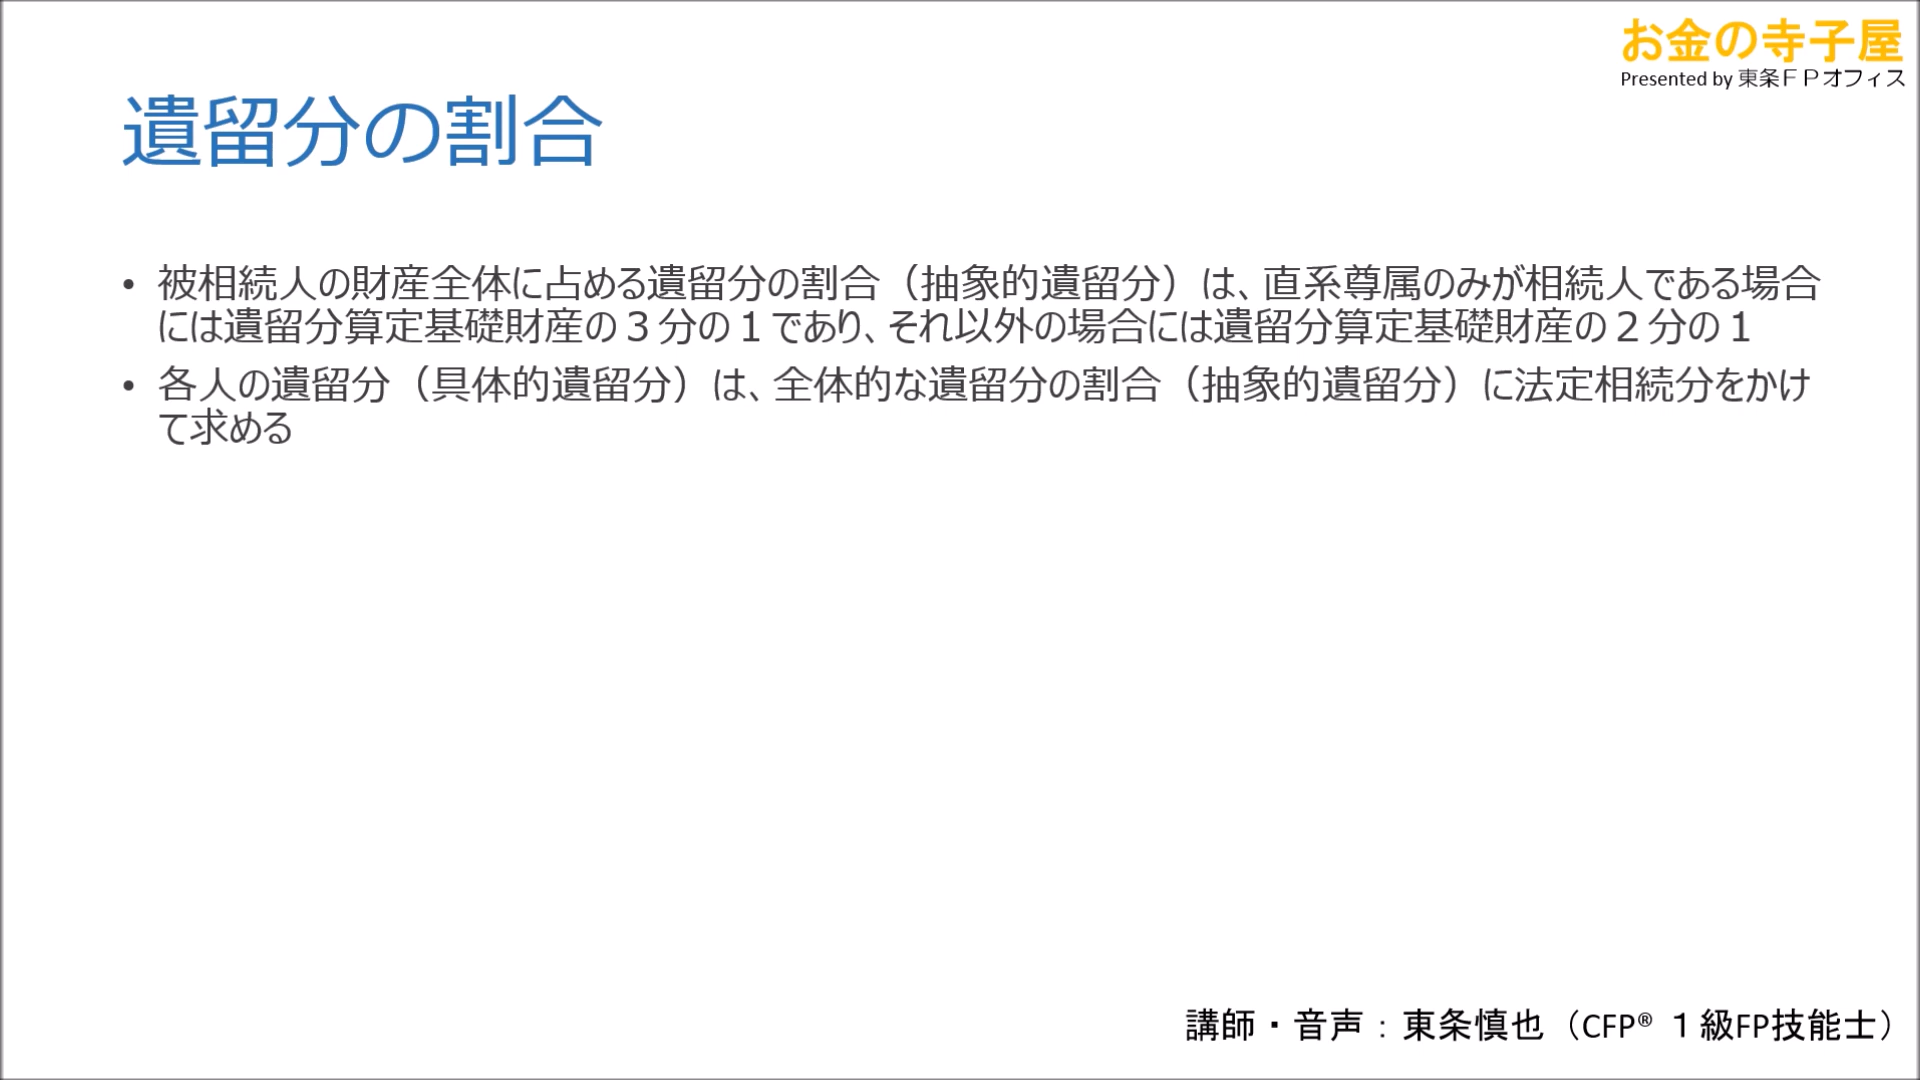 お金の寺子屋
Presented by 東条ＦＰオフィス
遺留分の割合
• 被相続人の財産全体に占める遺留分の割合（抽象的遺留分）は、直系尊属のみが相続人である場合
には遺留分算定基礎財産の３分の１であり、それ以外の場合には遺留分算定基礎財産の２分の１
• 各人の遺留分（具体的遺留分）は、全体的な遺留分の割合（抽象的遺留分）に法定相続分をかけ
て求める
講師・音声：東条慎也（CFP® １級FP技能士）